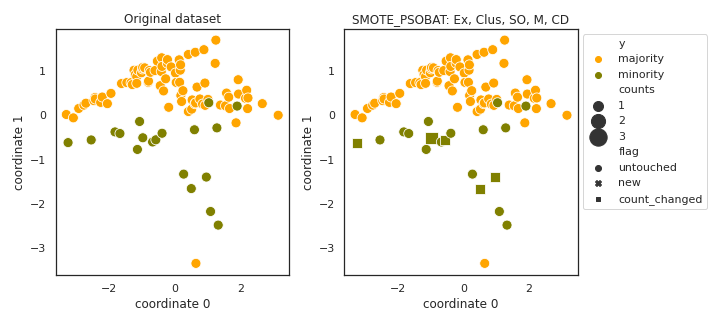 Original dataset
SMOTE_PSOBAT: Ex, Clus, SO, M, CD
coordinate 1
1
0
−1
−2
−3
−2
0
2
coordinate 0
coordinate 1
1
0
−1
−2
−3
−2
0
2
coordinate 0
y
majority
minority
counts
1
2
3
flag
untouched
new
count_changed